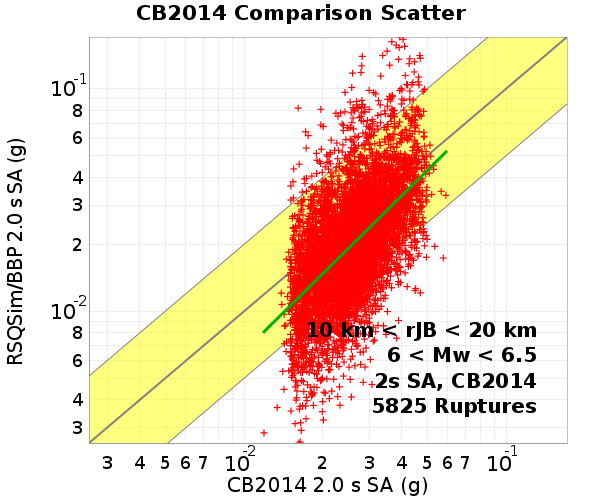 CB2014 Comparison Scatter
RSQSim/BBP 2.0 s SA (g)
10⁻¹
8
6
4
3
2
10⁻²
8
6
4
3
10 km < rJB < 20 km
6 < Mw < 6.5
2s SA, CB2014
5825 Ruptures
3 4 5 6 7 10⁻² 2 3 4 5 6 7 10⁻¹
CB2014 2.0 s SA (g)